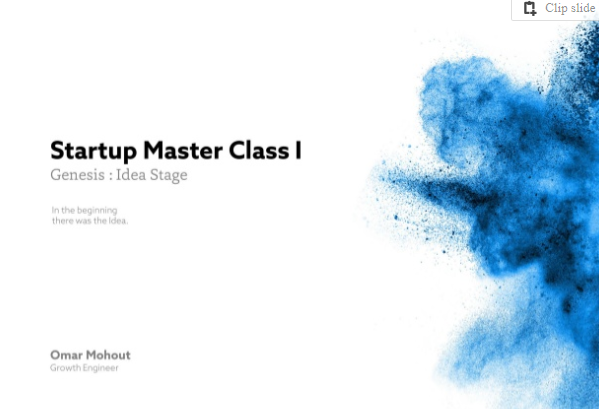 Clip slide
Startup Master Class I
Genesis : Idea Stage
In the beginning
there was the Idea.
Omar Mohout
Growth Engineer